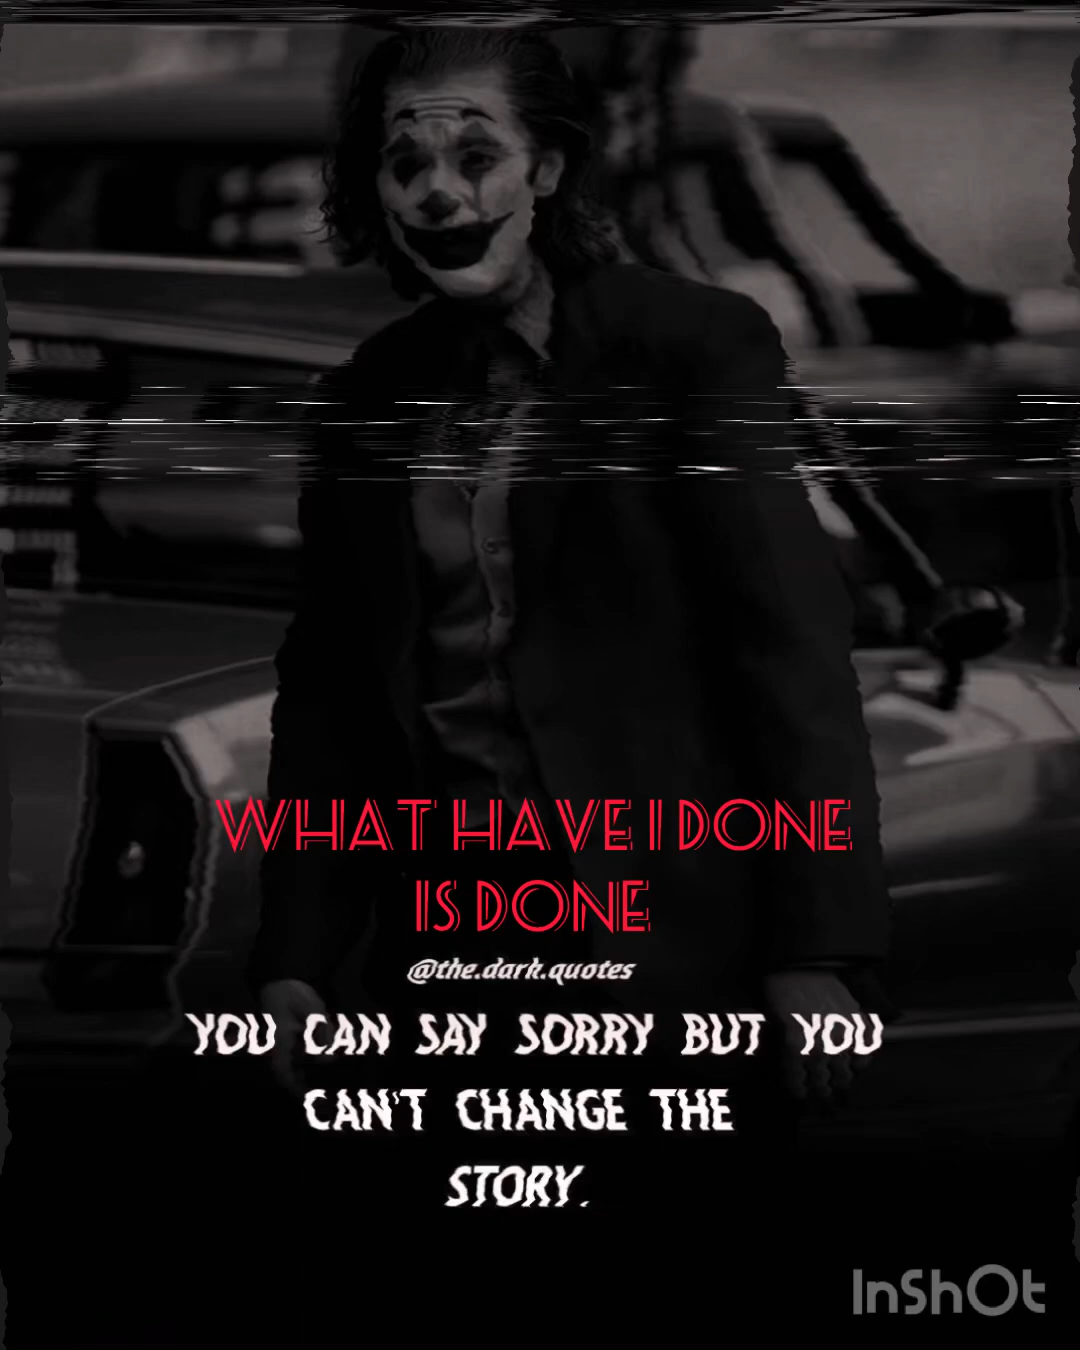 WHAT HAVE I DONE
IS DONE
@the.dark.quotes
YOU CAN SAY SORRY BUT YOU
CAN'T CHANGE THE
STORY.
InShOt